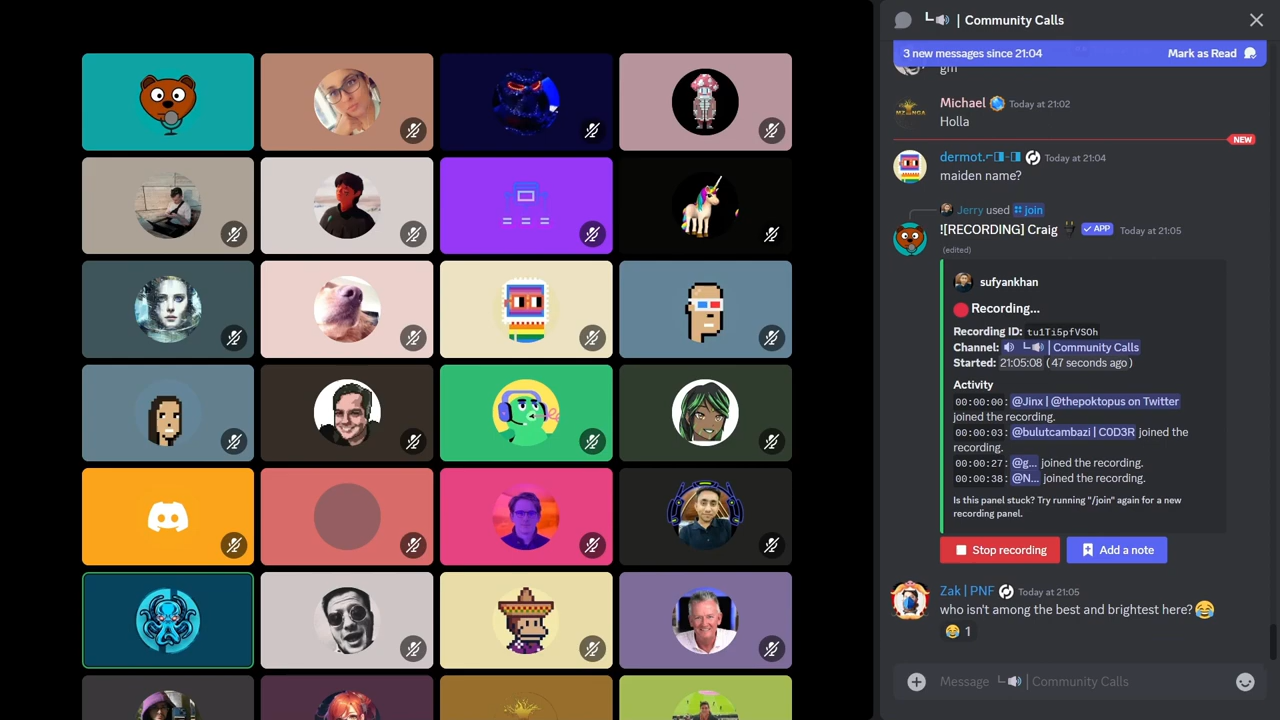 | Community Calls
3 new messages since 21:04 Mark as Read
gm
Michael Today at 21:02
Holla
NEW
dermot. Today at 21:04
maiden name?
Jerry used join
![RECORDING] Craig APP Today at 21:05
(edited)
sufyankhan
Recording...
Recording ID: tu1Ti5pfVSOh
Channel: | Community Calls
Started: 21:05:08 (47 seconds ago)
Activity
00:00:00: @Jinx | @thepoktopus on Twitter
joined the recording.
00:00:03: @bulutcambazi | C0D3R joined the
recording.
00:00:27: @g... joined the recording.
00:00:38: @N... joined the recording.
Is this panel stuck? Try running "/join" again for a new
recording panel.
Stop recording Add a note
Zak | PNF Today at 21:05
who isn't among the best and brightest here?😂
😂 1
Message | Community Calls